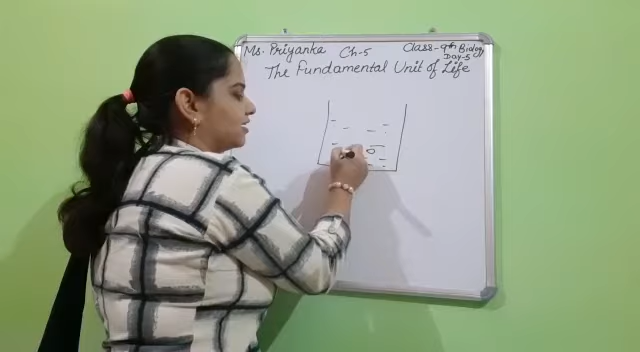 Ms. Priyanka Ch-5 Class-9th Biology
Day-5
The Fundamental Unit of Life